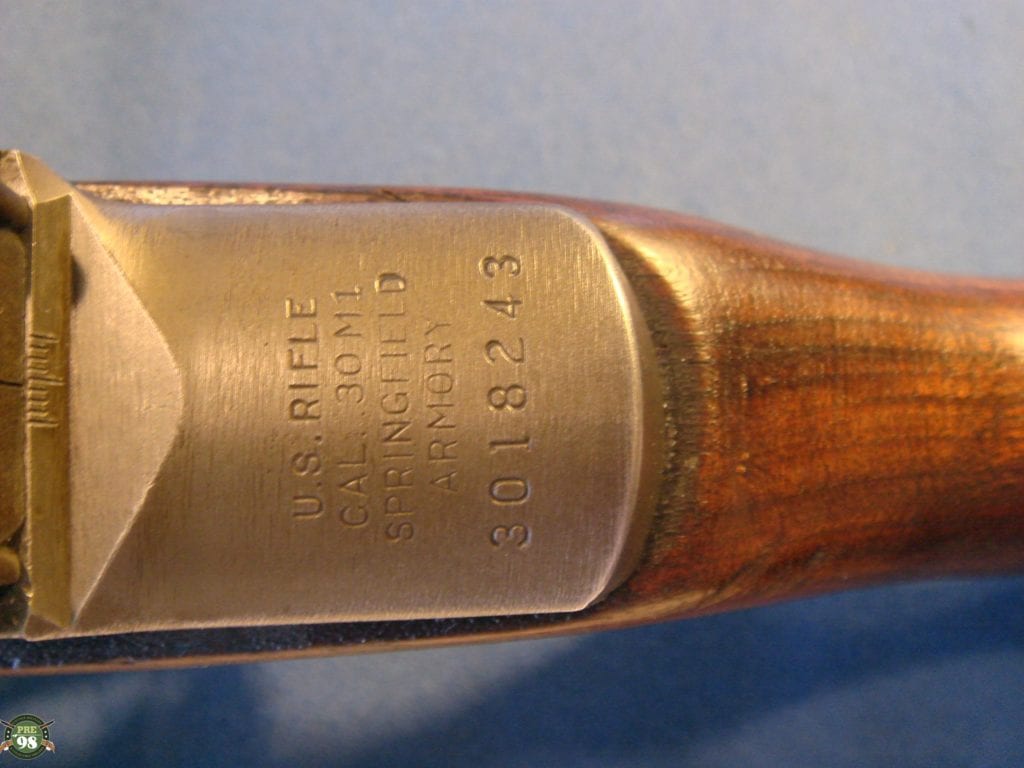 U.S. RIFLE
CAL. .30 M1
SPRINGFIELD
ARMORY
3018243
PRE
98